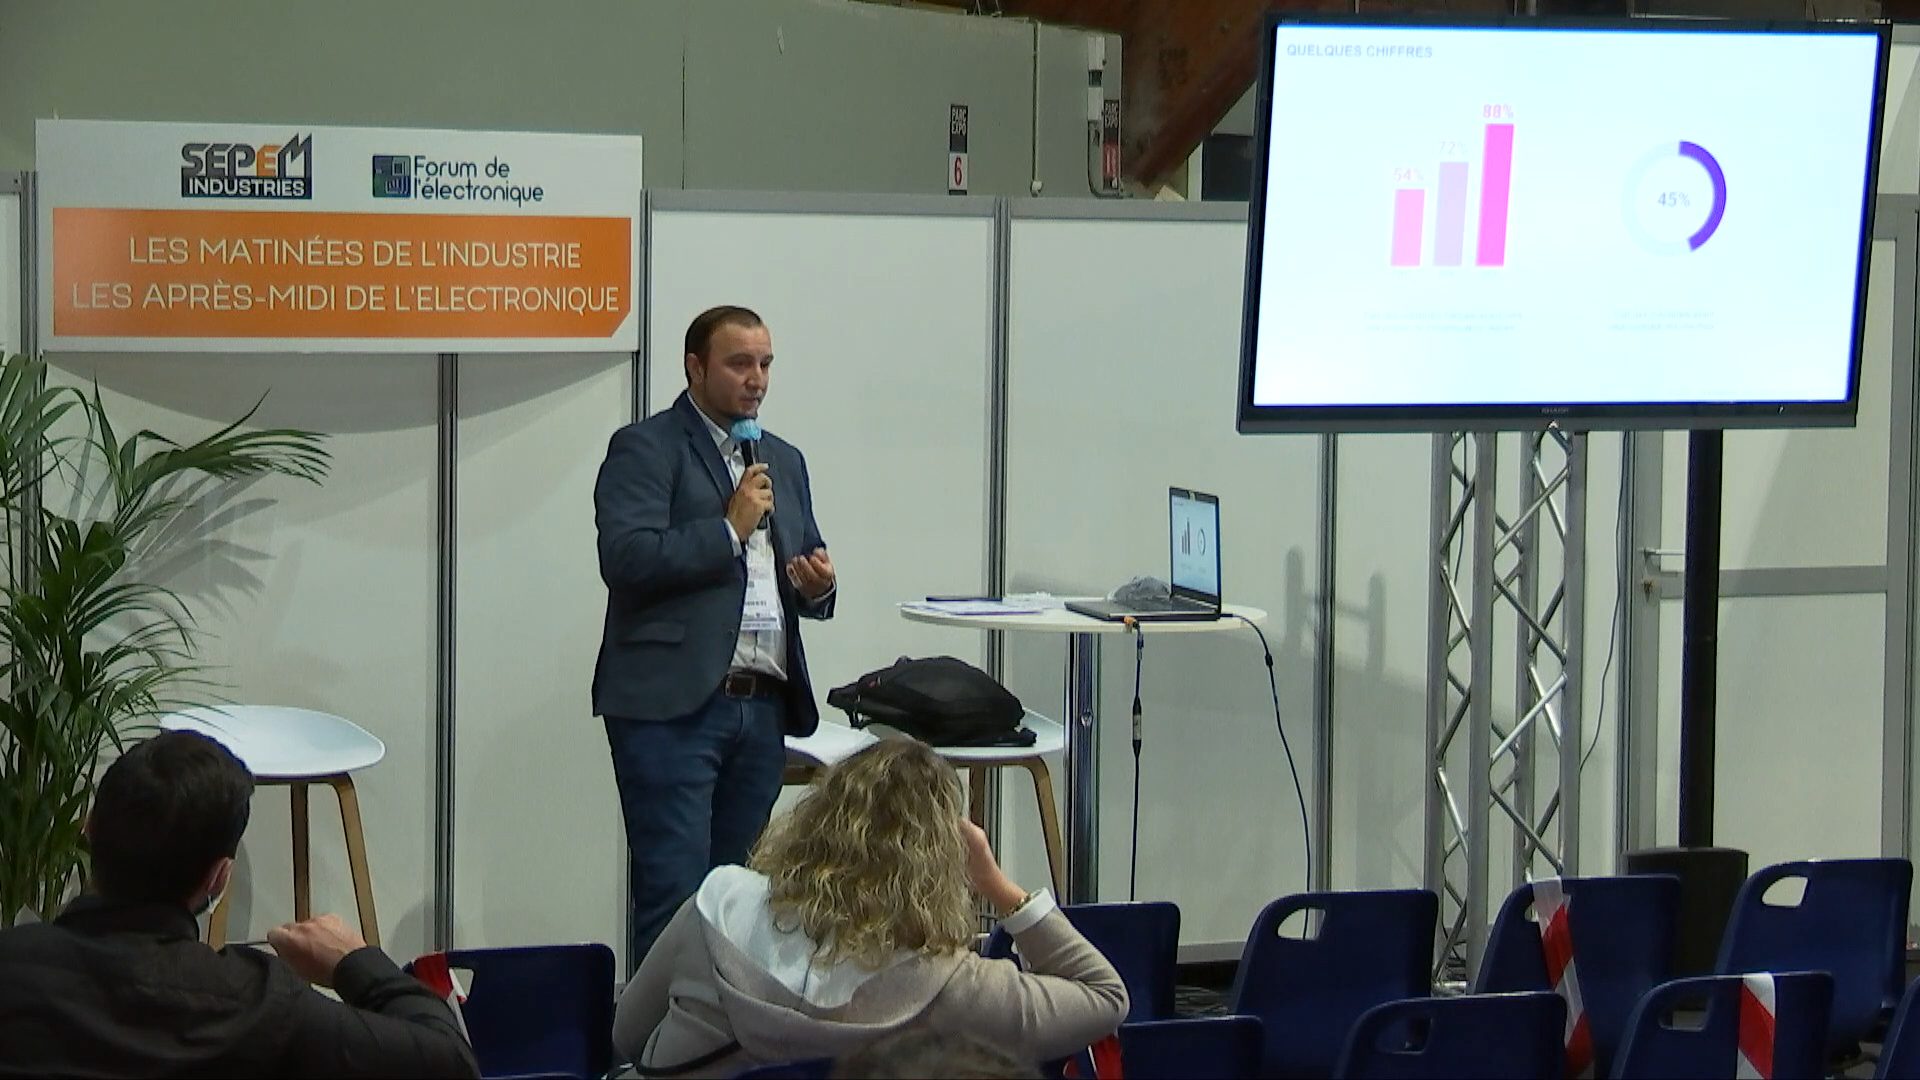 SEPEM
INDUSTRIES
Forum de
l'électronique
LES MATINÉES DE L'INDUSTRIE
LES APRÈS-MIDI DE L'ELECTRONIQUE
PARC
EXPO
6
QUELQUES CHIFFRES
54%
72%
88%
45%
SHARP